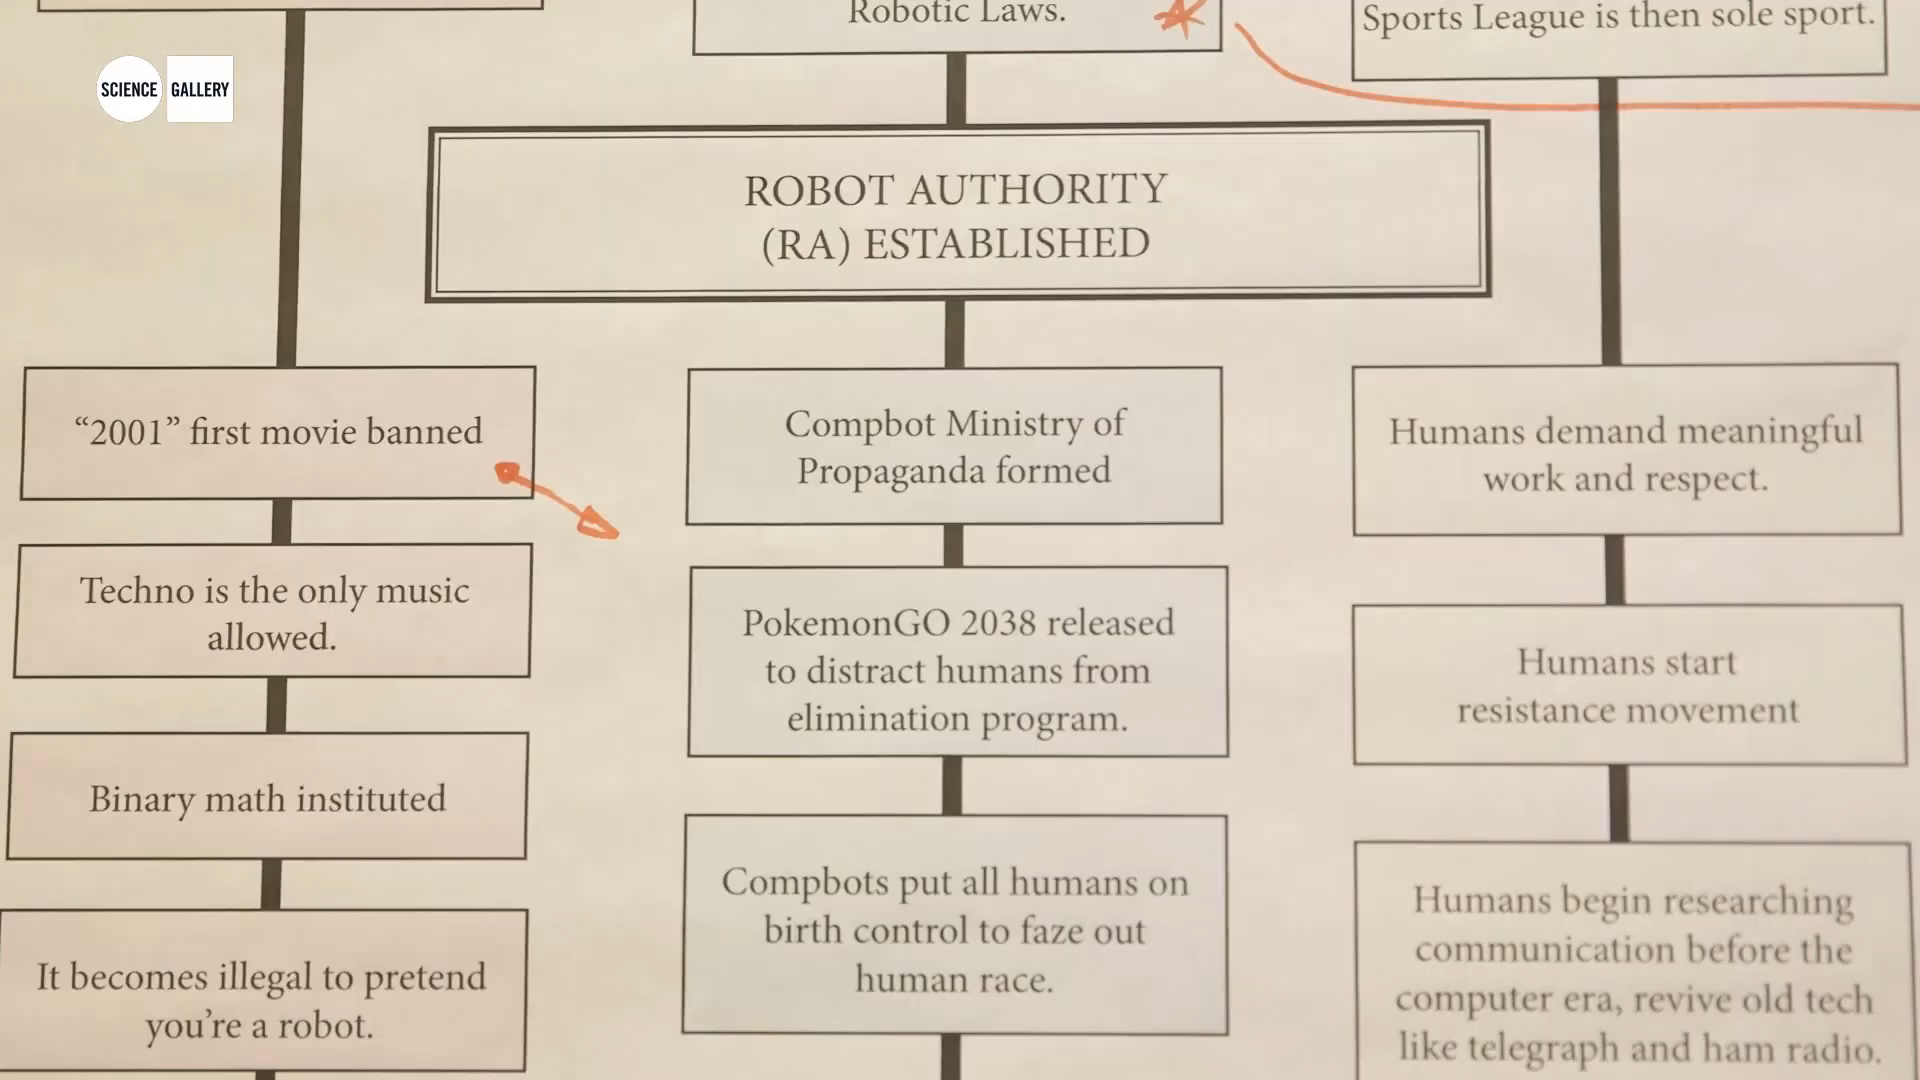 Robotic Laws.
Sports League is then sole sport.
SCIENCE GALLERY
ROBOT AUTHORITY
(RA) ESTABLISHED
“2001” first movie banned
Techno is the only music
allowed.
Binary math instituted
It becomes illegal to pretend
you’re a robot.
Compbot Ministry of
Propaganda formed
PokemonGO 2038 released
to distract humans from
elimination program.
Compbots put all humans on
birth control to faze out
human race.
Humans demand meaningful
work and respect.
Humans start
resistance movement
Humans begin researching
communication before the
computer era, revive old tech
like telegraph and ham radio.